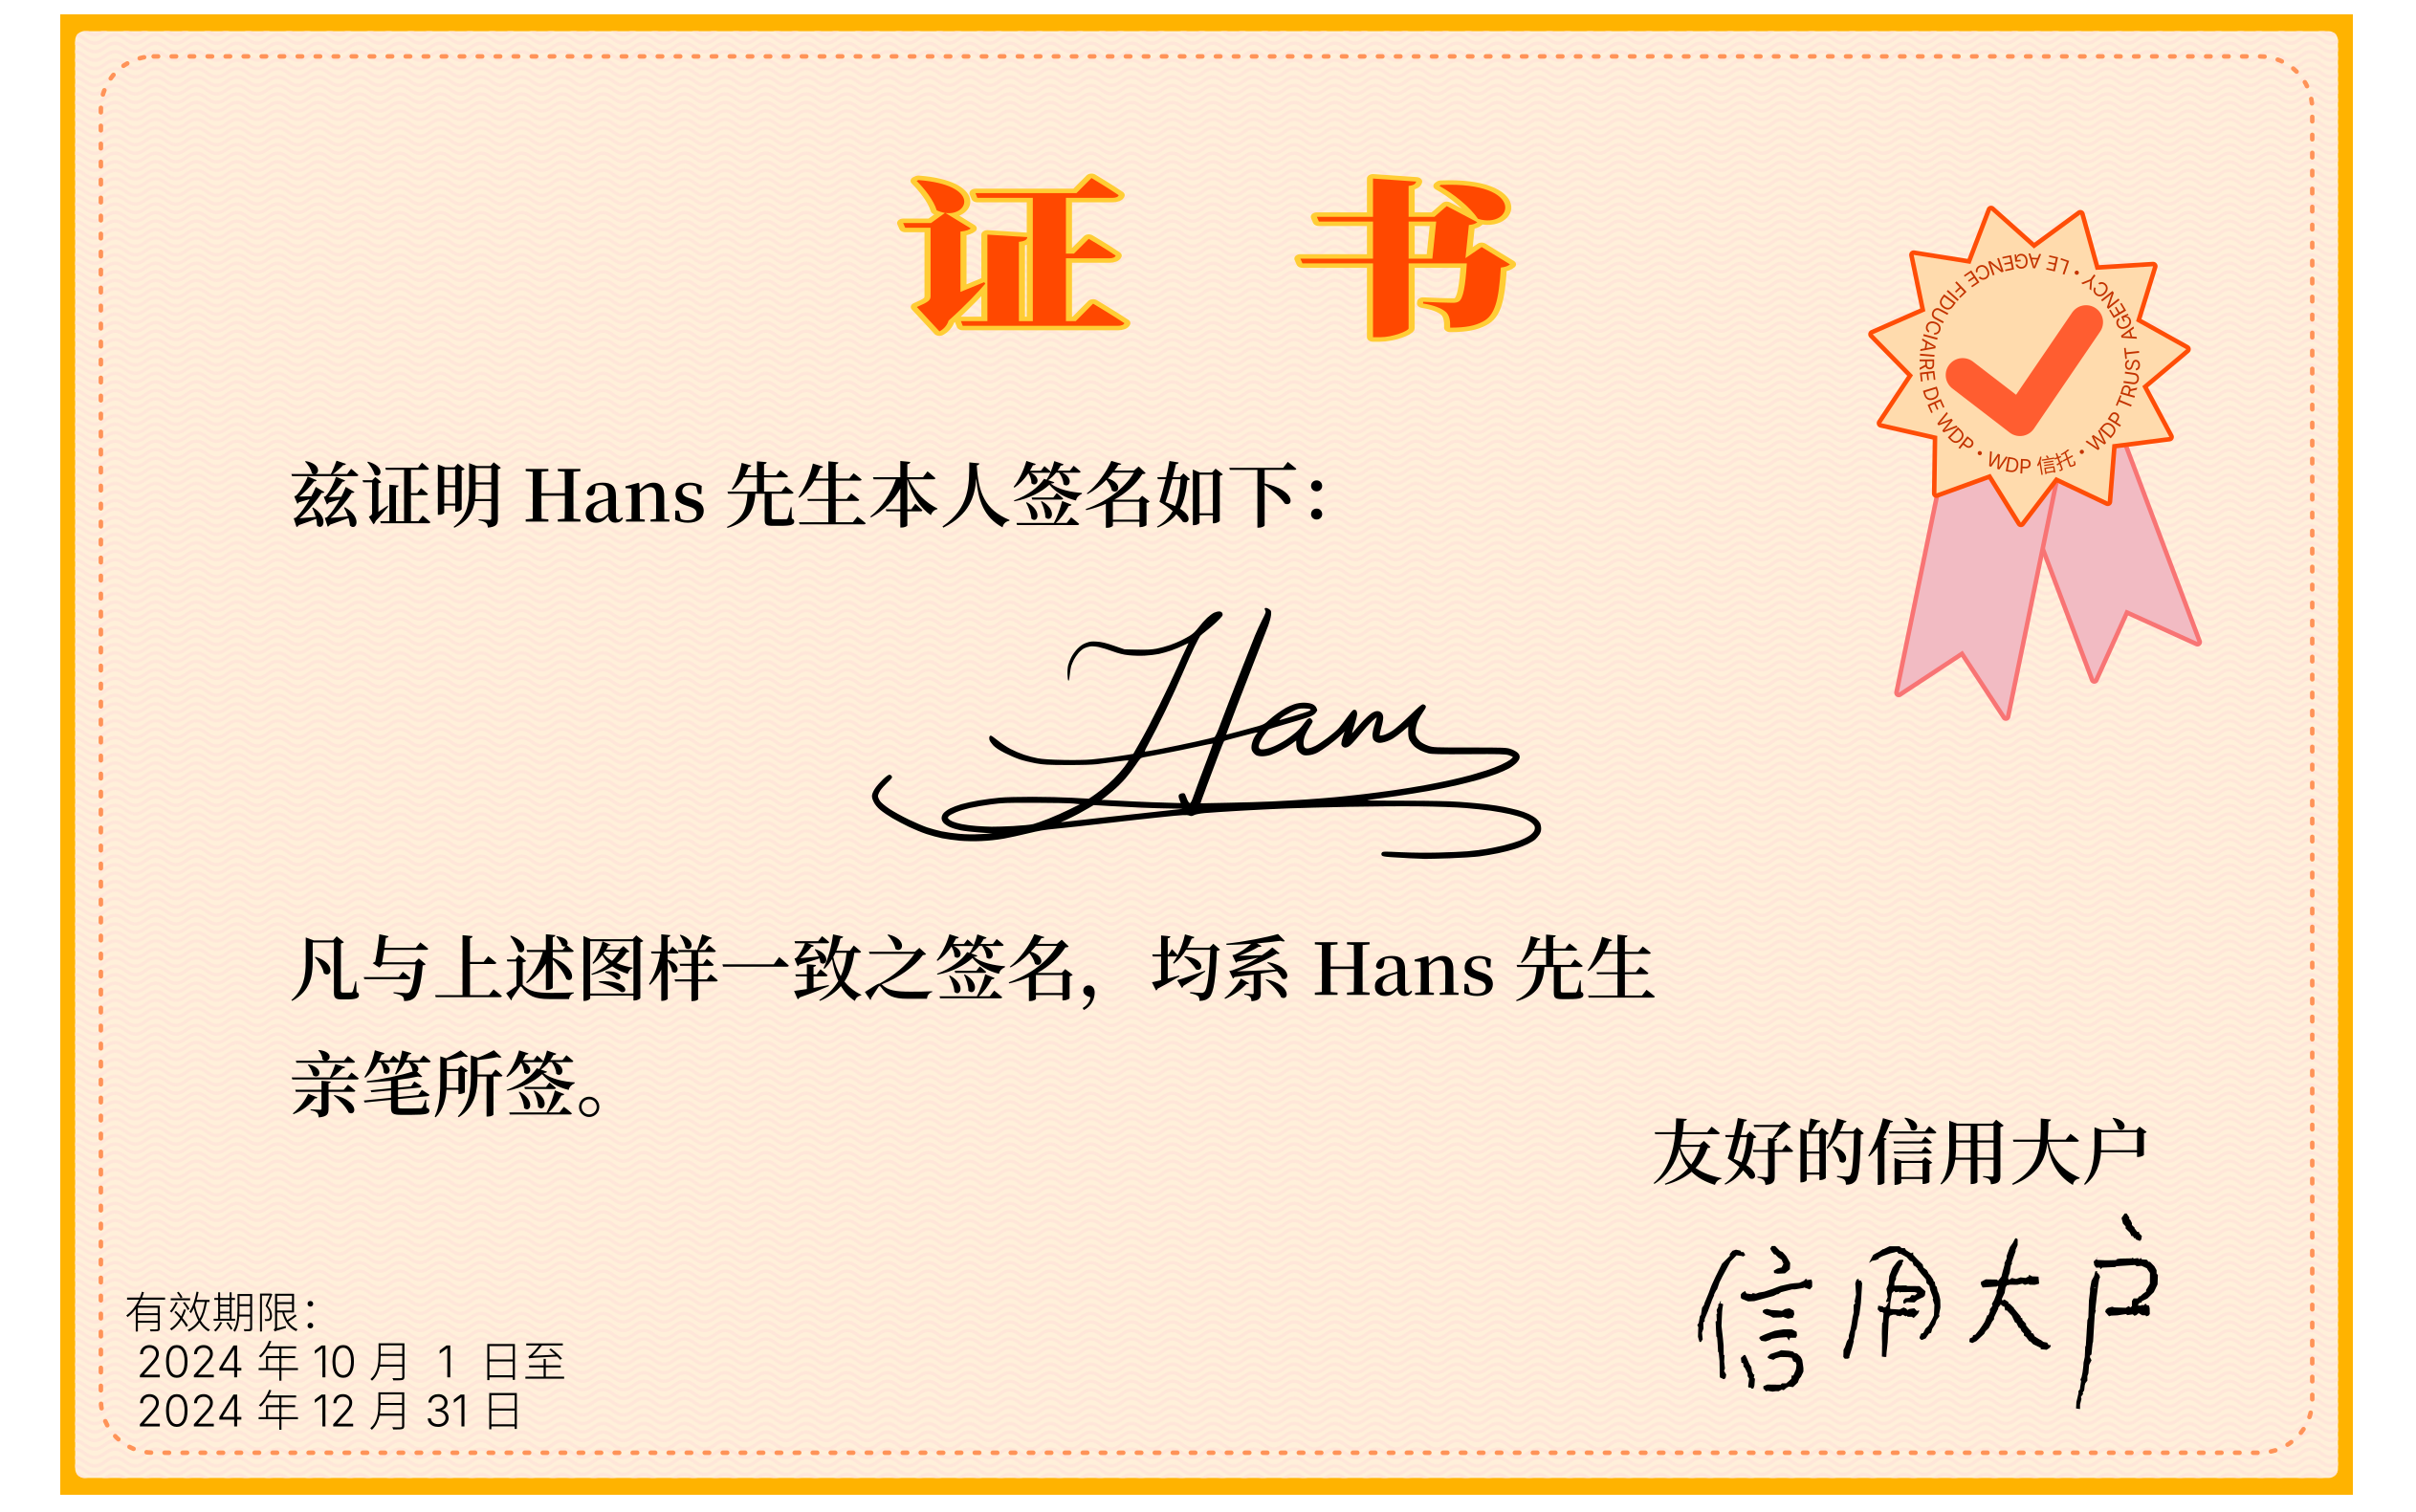 证 书
WDP 信托 • WDP TRUST AGENCY • L'AGENCE FIDUCIAIRE DE WDP •
兹证明 Hans 先生本人签名如下：
Hans
凡与上述图样一致之签名，均系 Hans 先生
亲笔所签。
友好的信用大户
信用大户
有效期限：
2024 年 10 月 1 日至
2024 年 12 月 31 日